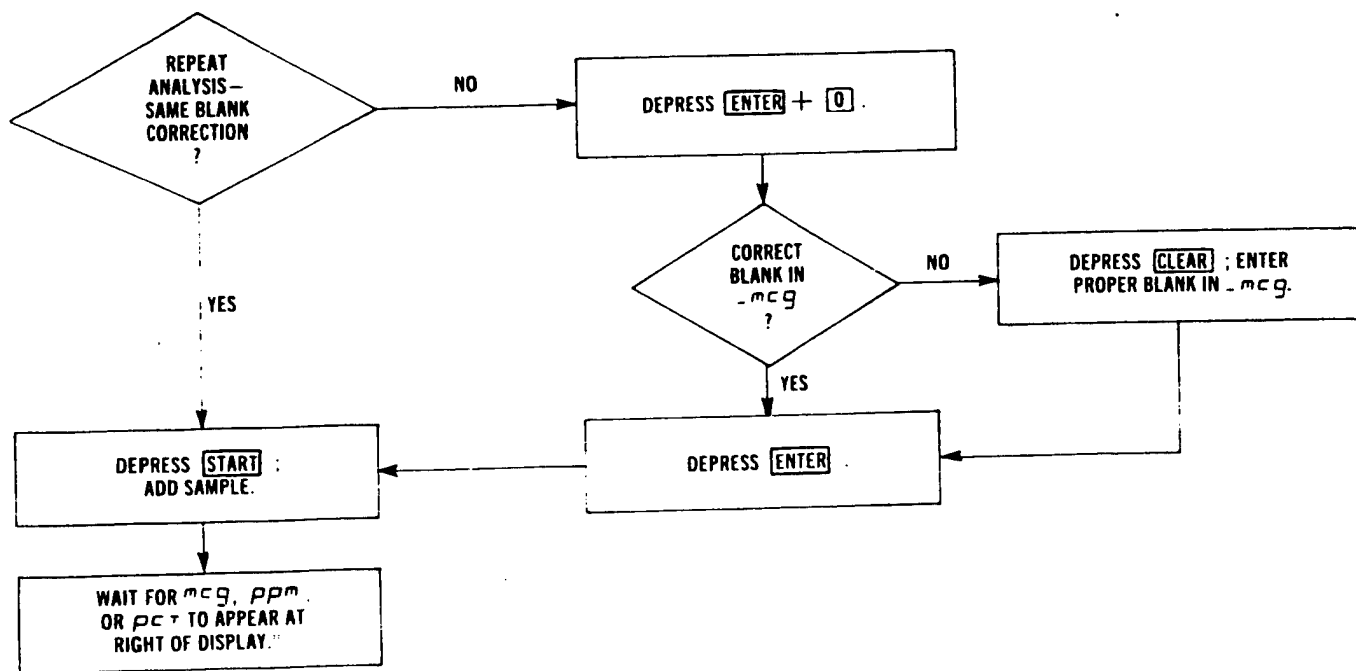 REPEAT
ANALYSIS—
SAME BLANK
CORRECTION
?
NO
DEPRESS ENTER + 0 .
CORRECT
BLANK IN
- mcg
?
NO
DEPRESS CLEAR ; ENTER
PROPER BLANK IN - mcg.
YES
YES
DEPRESS START ;
ADD SAMPLE.
DEPRESS ENTER .
WAIT FOR mcg, ppm
OR pct TO APPEAR AT
RIGHT OF DISPLAY."